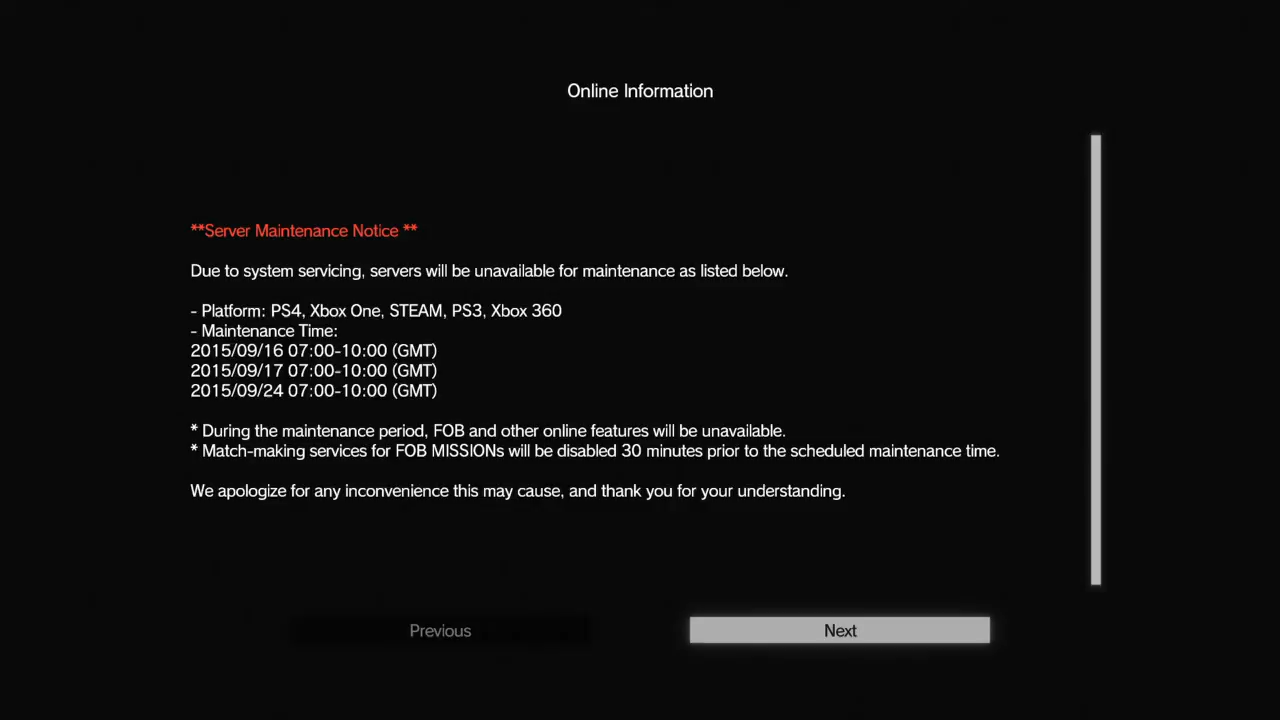 Online Information
**Server Maintenance Notice **
Due to system servicing, servers will be unavailable for maintenance as listed below.
- Platform: PS4, Xbox One, STEAM, PS3, Xbox 360
- Maintenance Time:
2015/09/16 07:00-10:00 (GMT)
2015/09/17 07:00-10:00 (GMT)
2015/09/24 07:00-10:00 (GMT)
* During the maintenance period, FOB and other online features will be unavailable.
* Match-making services for FOB MISSIONs will be disabled 30 minutes prior to the scheduled maintenance time.
We apologize for any inconvenience this may cause, and thank you for your understanding.
Previous
Next